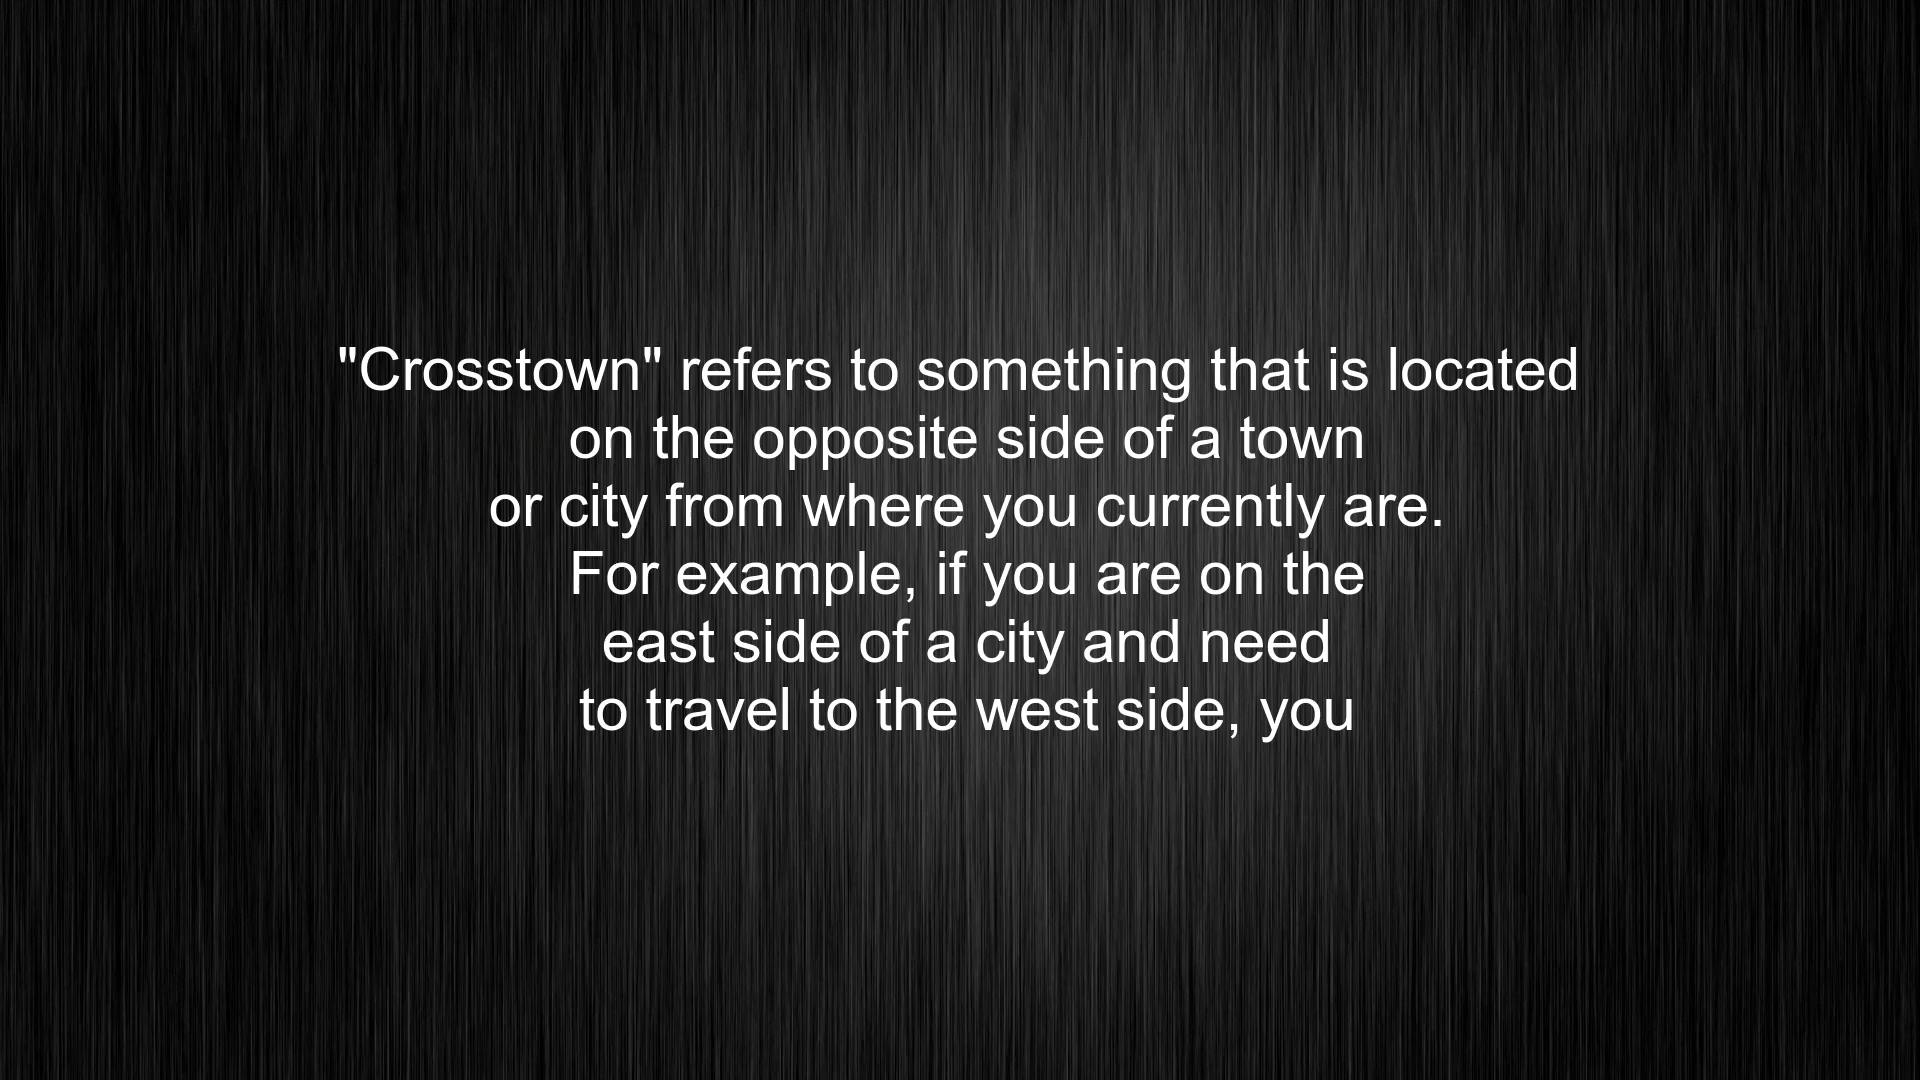 "Crosstown" refers to something that is located
on the opposite side of a town
or city from where you currently are.
For example, if you are on the
east side of a city and need
to travel to the west side, you